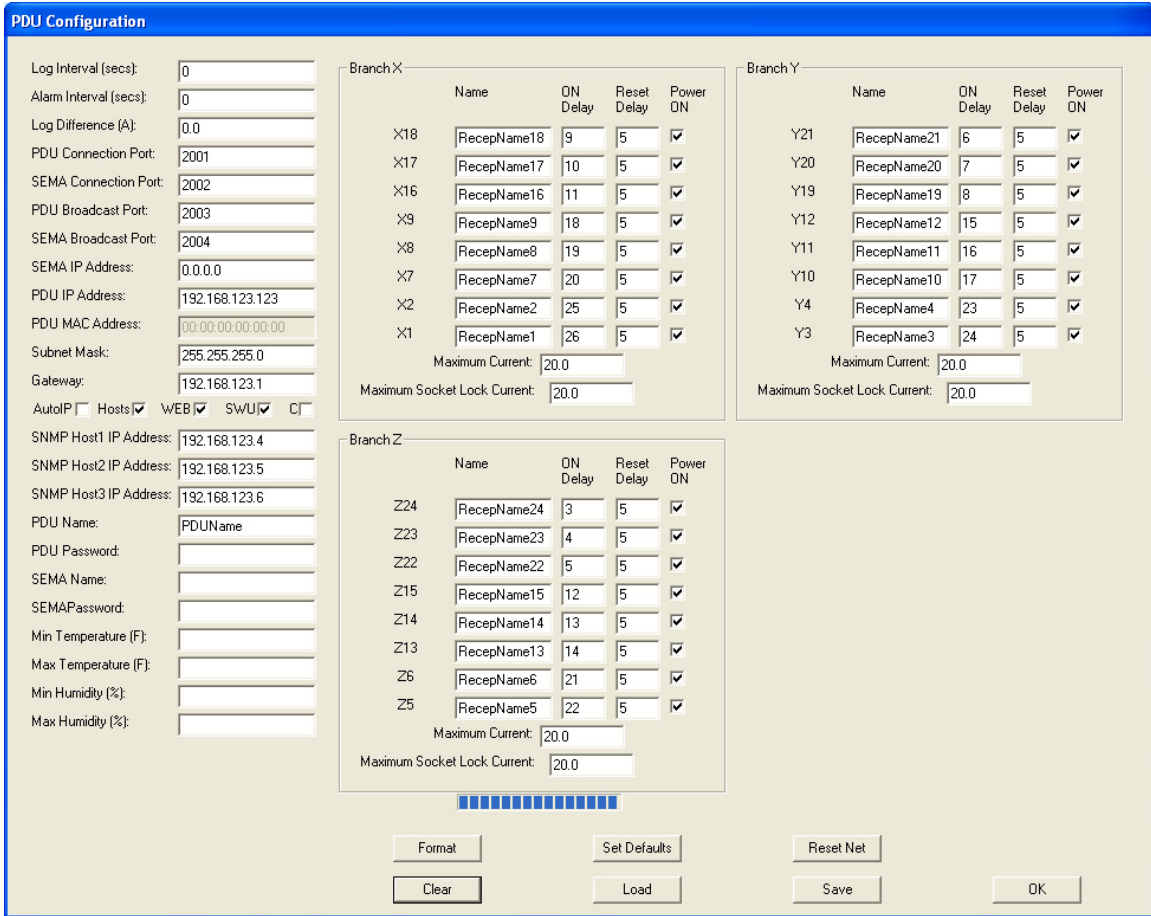 PDU Configuration
Log Interval (secs): 0
Alarm Interval (secs): 0
Log Difference (A): 0.0
PDU Connection Port: 2001
SEMA Connection Port: 2002
PDU Broadcast Port: 2003
SEMA Broadcast Port: 2004
SEMA IP Address: 0.0.0.0
PDU IP Address: 192.168.123.123
PDU MAC Address: 00:00:00:00:00:00
Subnet Mask: 255.255.255.0
Gateway: 192.168.123.1
AutoIP Hosts WEB SWU C
SNMP Host1 IP Address: 192.168.123.4
SNMP Host2 IP Address: 192.168.123.5
SNMP Host3 IP Address: 192.168.123.6
PDU Name: PDUName
PDU Password:
SEMA Name:
SEMAPassword:
Min Temperature (F):
Max Temperature (F):
Min Humidity (%):
Max Humidity (%):
Branch X
Name ON Delay Reset Delay Power ON
X18 RecepName18 9 5
X17 RecepName17 10 5
X16 RecepName16 11 5
X9 RecepName9 18 5
X8 RecepName8 19 5
X7 RecepName7 20 5
X2 RecepName2 25 5
X1 RecepName1 26 5
Maximum Current: 20.0
Maximum Socket Lock Current: 20.0
Branch Y
Name ON Delay Reset Delay Power ON
Y21 RecepName21 6 5
Y20 RecepName20 7 5
Y19 RecepName19 8 5
Y12 RecepName12 15 5
Y11 RecepName11 16 5
Y10 RecepName10 17 5
Y4 RecepName4 23 5
Y3 RecepName3 24 5
Maximum Current: 20.0
Maximum Socket Lock Current: 20.0
Branch Z
Name ON Delay Reset Delay Power ON
Z24 RecepName24 3 5
Z23 RecepName23 4 5
Z22 RecepName22 5 5
Z15 RecepName15 12 5
Z14 RecepName14 13 5
Z13 RecepName13 14 5
Z6 RecepName6 21 5
Z5 RecepName5 22 5
Maximum Current: 20.0
Maximum Socket Lock Current: 20.0
Format Set Defaults Reset Net
Clear Load Save OK